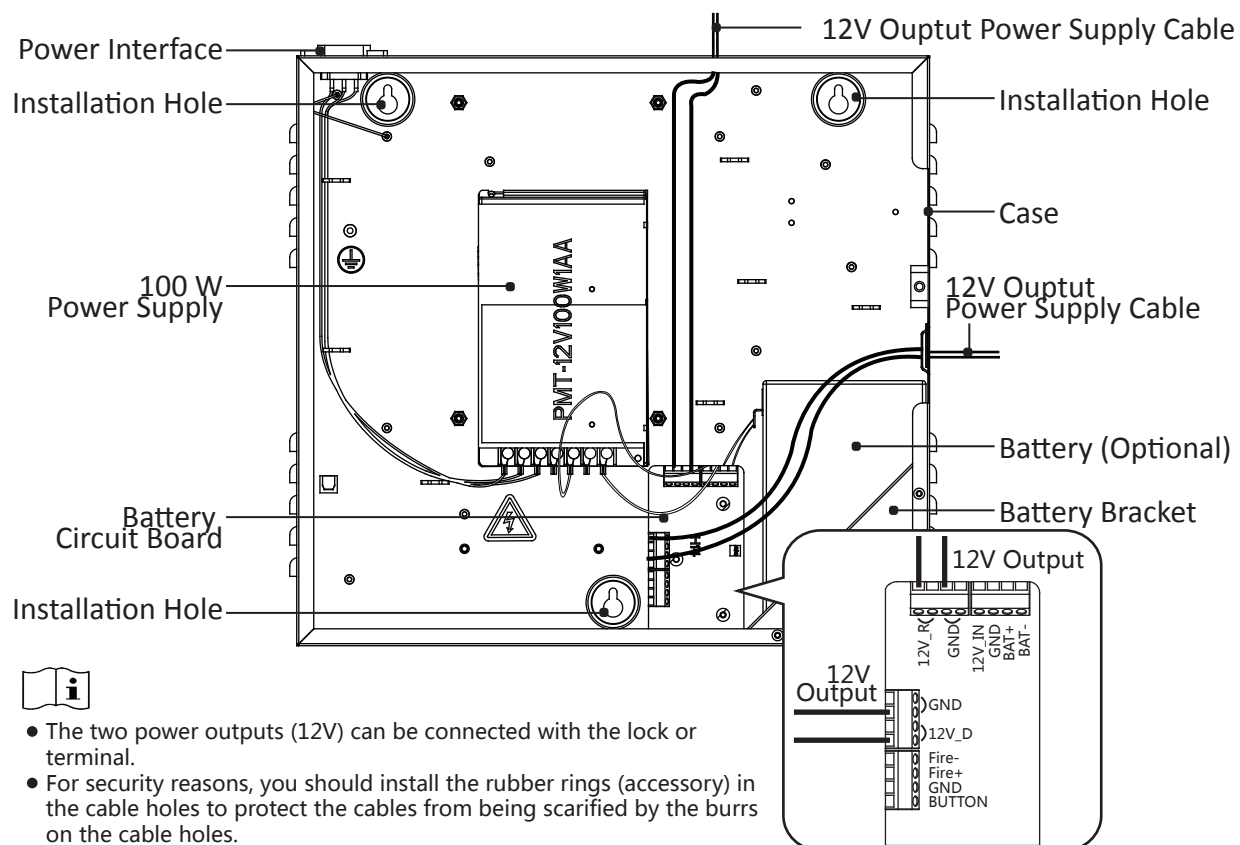 12V Ouptut Power Supply Cable
Power Interface
Installation Hole
Installation Hole
Case
100 W
Power Supply
PMT-12V100W1AA
12V Ouptut
Power Supply Cable
Battery (Optional)
Battery Bracket
Battery
Circuit Board
Installation Hole
12V Output
12V_R
GND
12V_IN
GND
BAT+
BAT-
12V
Output
GND
12V_D
Fire-
Fire+
GND
BUTTON
i
● The two power outputs (12V) can be connected with the lock or
terminal.
● For security reasons, you should install the rubber rings (accessory) in
the cable holes to protect the cables from being scarified by the burrs
on the cable holes.